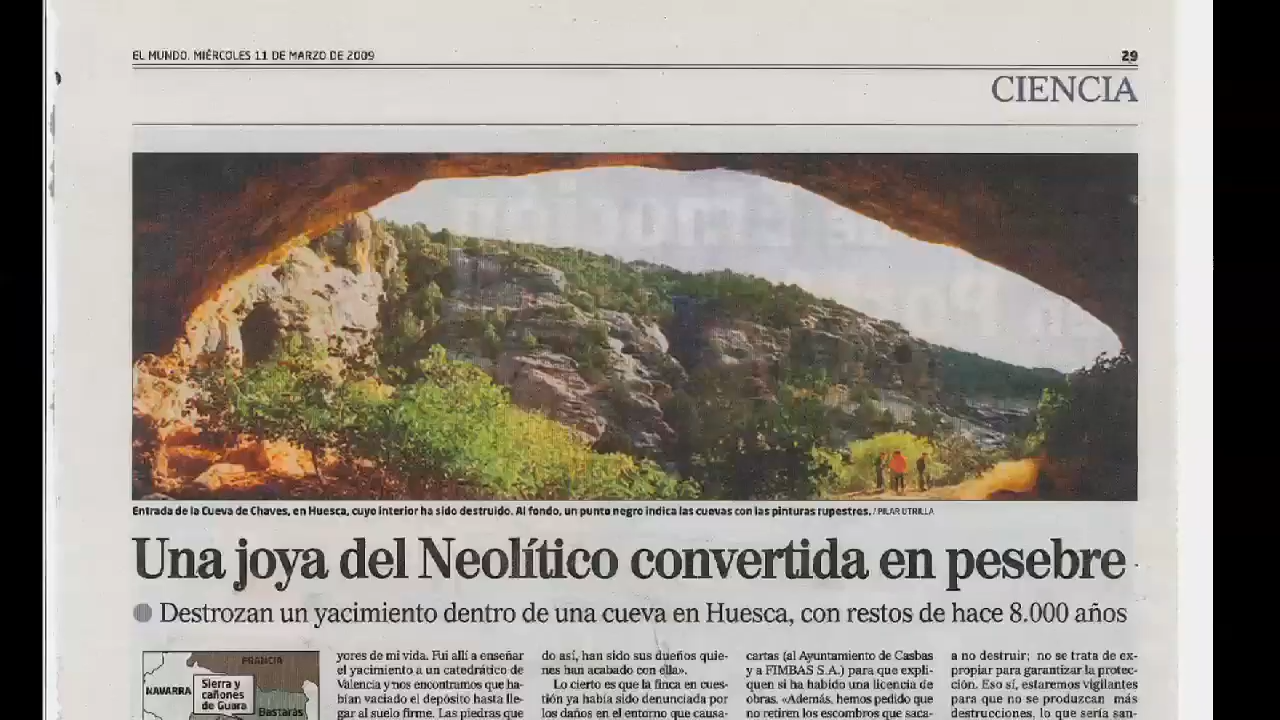 EL MUNDO. MIÉRCOLES 11 DE MARZO DE 2009
29
CIENCIA
Entrada de la Cueva de Chaves, en Huesca, cuyo interior ha sido destruido. Al fondo, un punto negro indica las cuevas con las pinturas rupestres. / PILAR UTRILLA
Una joya del Neolítico convertida en pesebre
Destrozan un yacimiento dentro de una cueva en Huesca, con restos de hace 8.000 años
FRANCIA
NAVARRA
Sierra y
cañones
de Guara
Bastarás
yores de mi vida. Fui allí a enseñar
el yacimiento a un catedrático de
Valencia y nos encontramos que ha-
bían vaciado el depósito hasta lle-
gar al suelo firme. Las piedras que
do así, han sido sus dueños quie-
nes han acabado con ella».
Lo cierto es que la finca en cues-
tión ya había sido denunciada por
los daños en el entorno que causa-
cartas (al Ayuntamiento de Casbas
y a FIMBAS S.A.) para que expli-
quen si ha habido una licencia de
obras. «Además, hemos pedido que
no retiren los escombros que saca-
a no destruir; no se trata de ex-
propiar para garantizar la protec-
ción. Eso sí, estaremos vigilantes
para que no se produzcan más
destrucciones, lo que sería san-